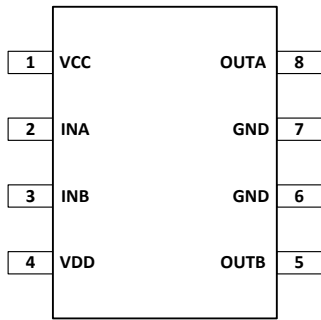 1 VCC OUTA 8
2 INA GND 7
3 INB GND 6
4 VDD OUTB 5